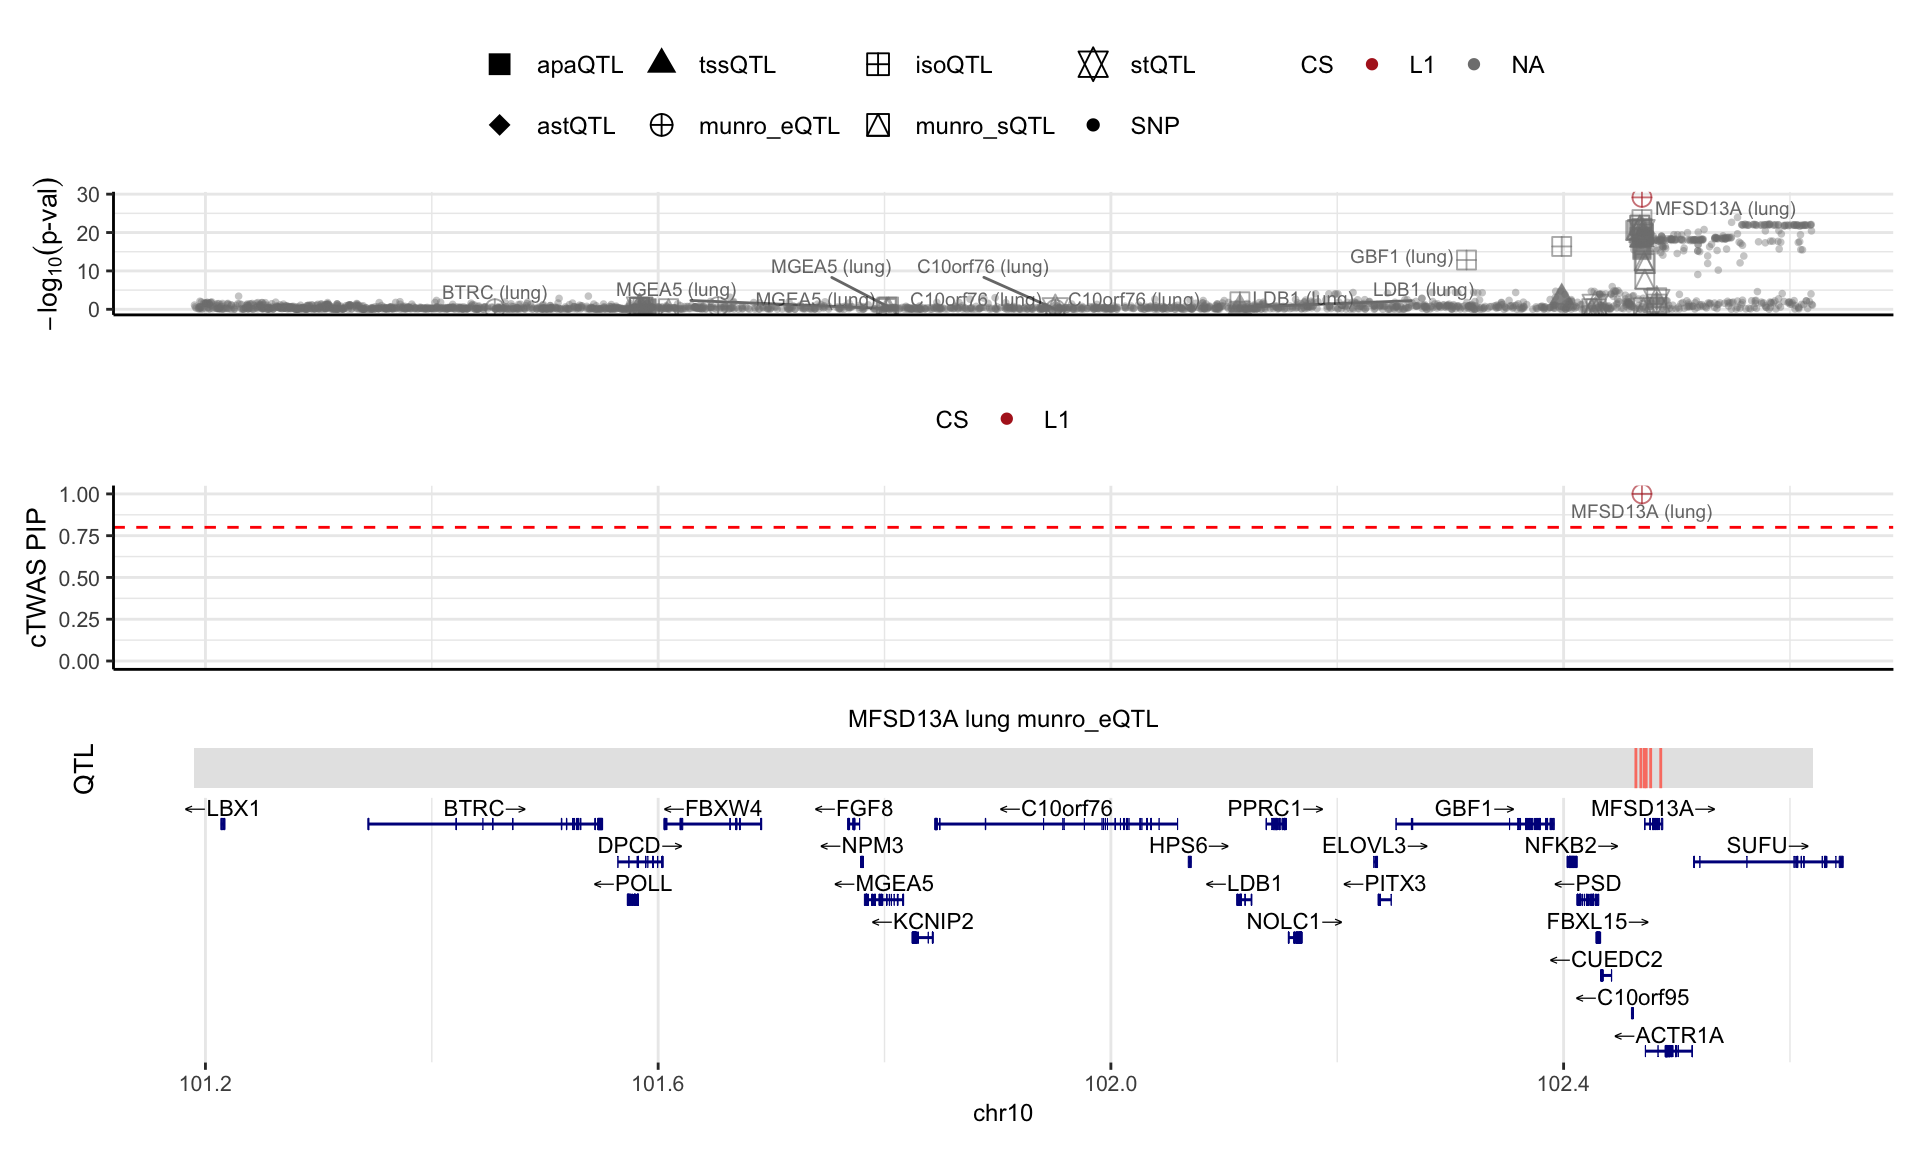 apaQTL tssQTL isoQTL stQTL CS L1 NA
astQTL munro_eQTL munro_sQTL SNP
−log10(p-val)
30
20
10
0
MFSD13A (lung)
GBF1 (lung)
MGEA5 (lung) C10orf76 (lung)
BTRC (lung) MGEA5 (lung) LDB1 (lung)
MGEA5 (lung) C10orf76 (lung) C10orf76 (lung) LDB1 (lung)
CS L1
cTWAS PIP
1.00
0.75
0.50
0.25
0.00
MFSD13A (lung)
MFSD13A lung munro_eQTL
QTL
←LBX1 BTRC→ ←FBXW4 ←FGF8 ←C10orf76 PPRC1→ GBF1→ MFSD13A→
DPCD→ ←NPM3 HPS6→ ELOVL3→ NFKB2→ SUFU→
←POLL ←MGEA5 ←LDB1 ←PITX3 ←PSD
←KCNIP2 NOLC1→ FBXL15→
←CUEDC2
←C10orf95
←ACTR1A
101.2 101.6 102.0 102.4
chr10